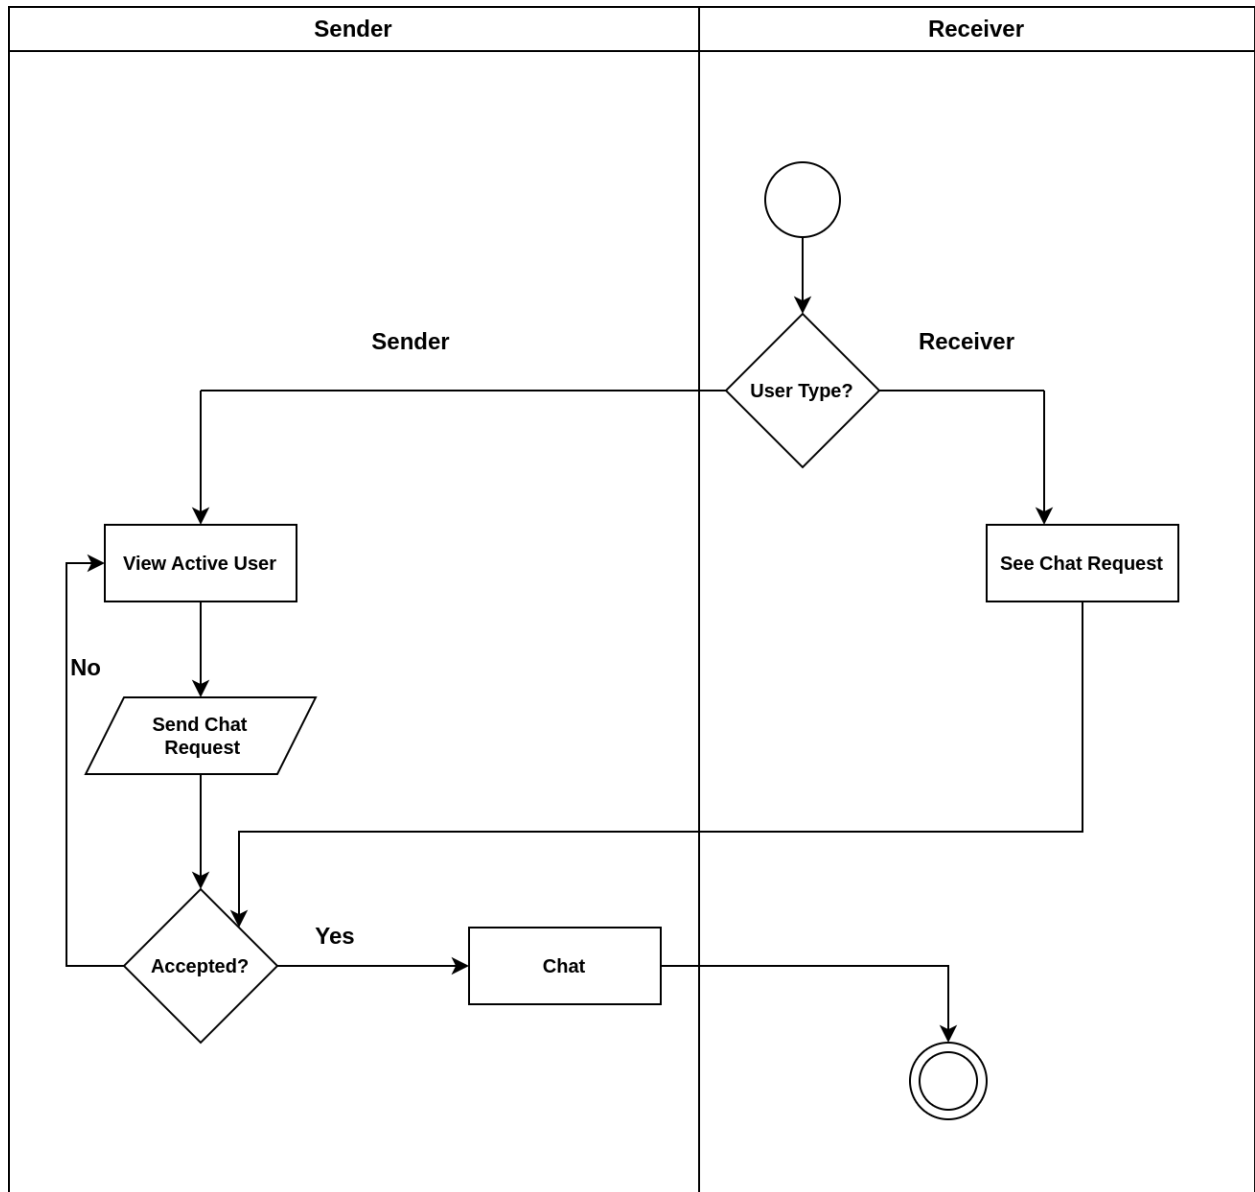 Sender
Receiver
Sender
Receiver
User Type?
View Active User
See Chat Request
No
Send Chat
Request
Yes
Accepted?
Chat